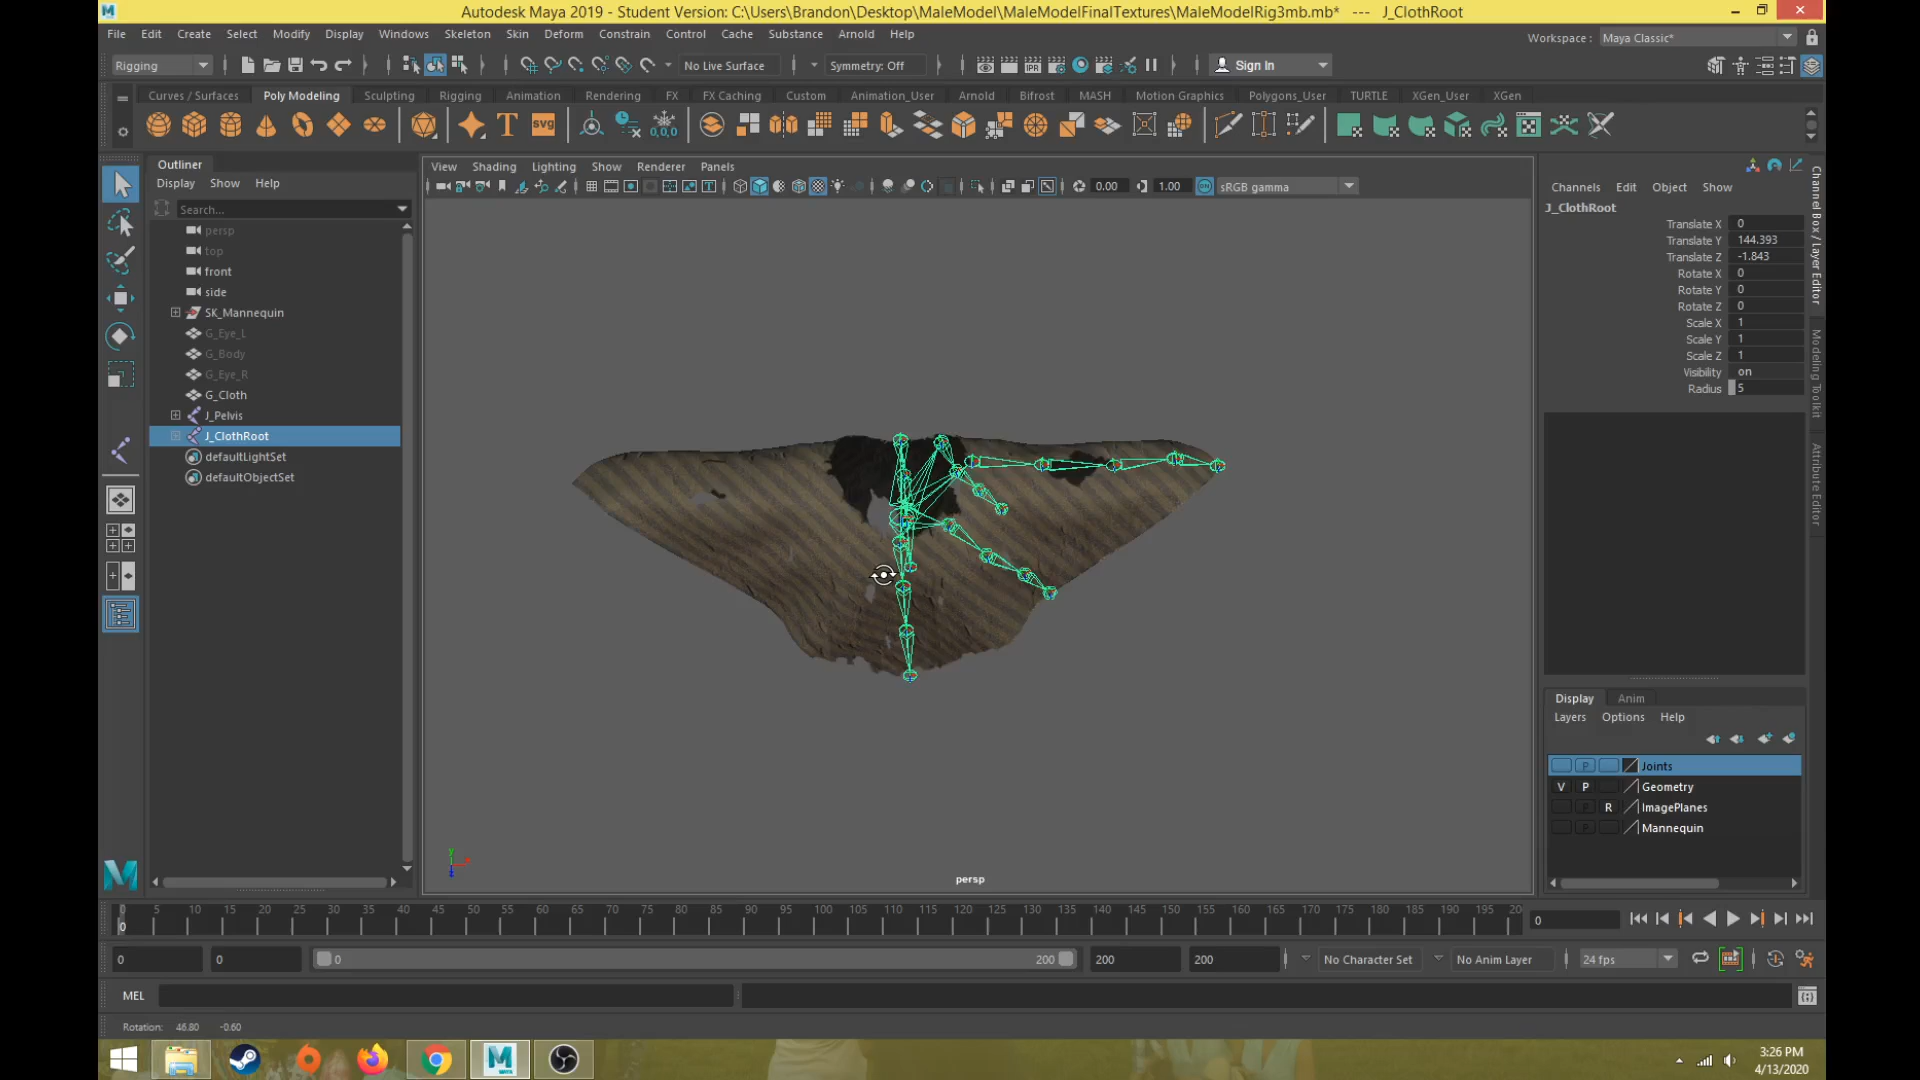 Autodesk Maya 2019 - Student Version: C:\Users\Brandon\Desktop\MaleModel\MaleModelFinalTextures\MaleModelRig3mb.mb* --- J_ClothRoot
File Edit Create Select Modify Display Windows Skeleton Skin Deform Constrain Control Cache Substance Arnold Help
Workspace : Maya Classic*
Rigging
No Live Surface
Symmetry: Off
Sign In
Curves / Surfaces Poly Modeling Sculpting Rigging Animation Rendering FX FX Caching Custom Animation_User Arnold Bifrost MASH Motion Graphics Polygons_User TURTLE XGen_User XGen
T svg 0,0,0
Outliner
Display Show Help
Search...
persp
top
front
side
SK_Mannequin
G_Eye_L
G_Body
G_Eye_R
G_Cloth
J_Pelvis
J_ClothRoot
defaultLightSet
defaultObjectSet
View Shading Lighting Show Renderer Panels
0.00 1.00 sRGB gamma
persp
Channels Edit Object Show
J_ClothRoot
Translate X 0
Translate Y 144.393
Translate Z -1.843
Rotate X 0
Rotate Y 0
Rotate Z 0
Scale X 1
Scale Y 1
Scale Z 1
Visibility on
Radius 5
Channel Box / Layer Editor
Modeling Toolkit
Attribute Editor
Display Anim
Layers Options Help
P Joints
V P Geometry
P R ImagePlanes
P Mannequin
0 5 10 15 20 25 30 35 40 45 50 55 60 65 70 75 80 85 90 95 100 105 110 115 120 125 130 135 140 145 150 155 160 165 170 175 180 185 190 195 20
0
0
0 0 0 200 200 200
No Character Set
No Anim Layer
24 fps
MEL
Rotation: 46.80 -0.60
3:26 PM
4/13/2020